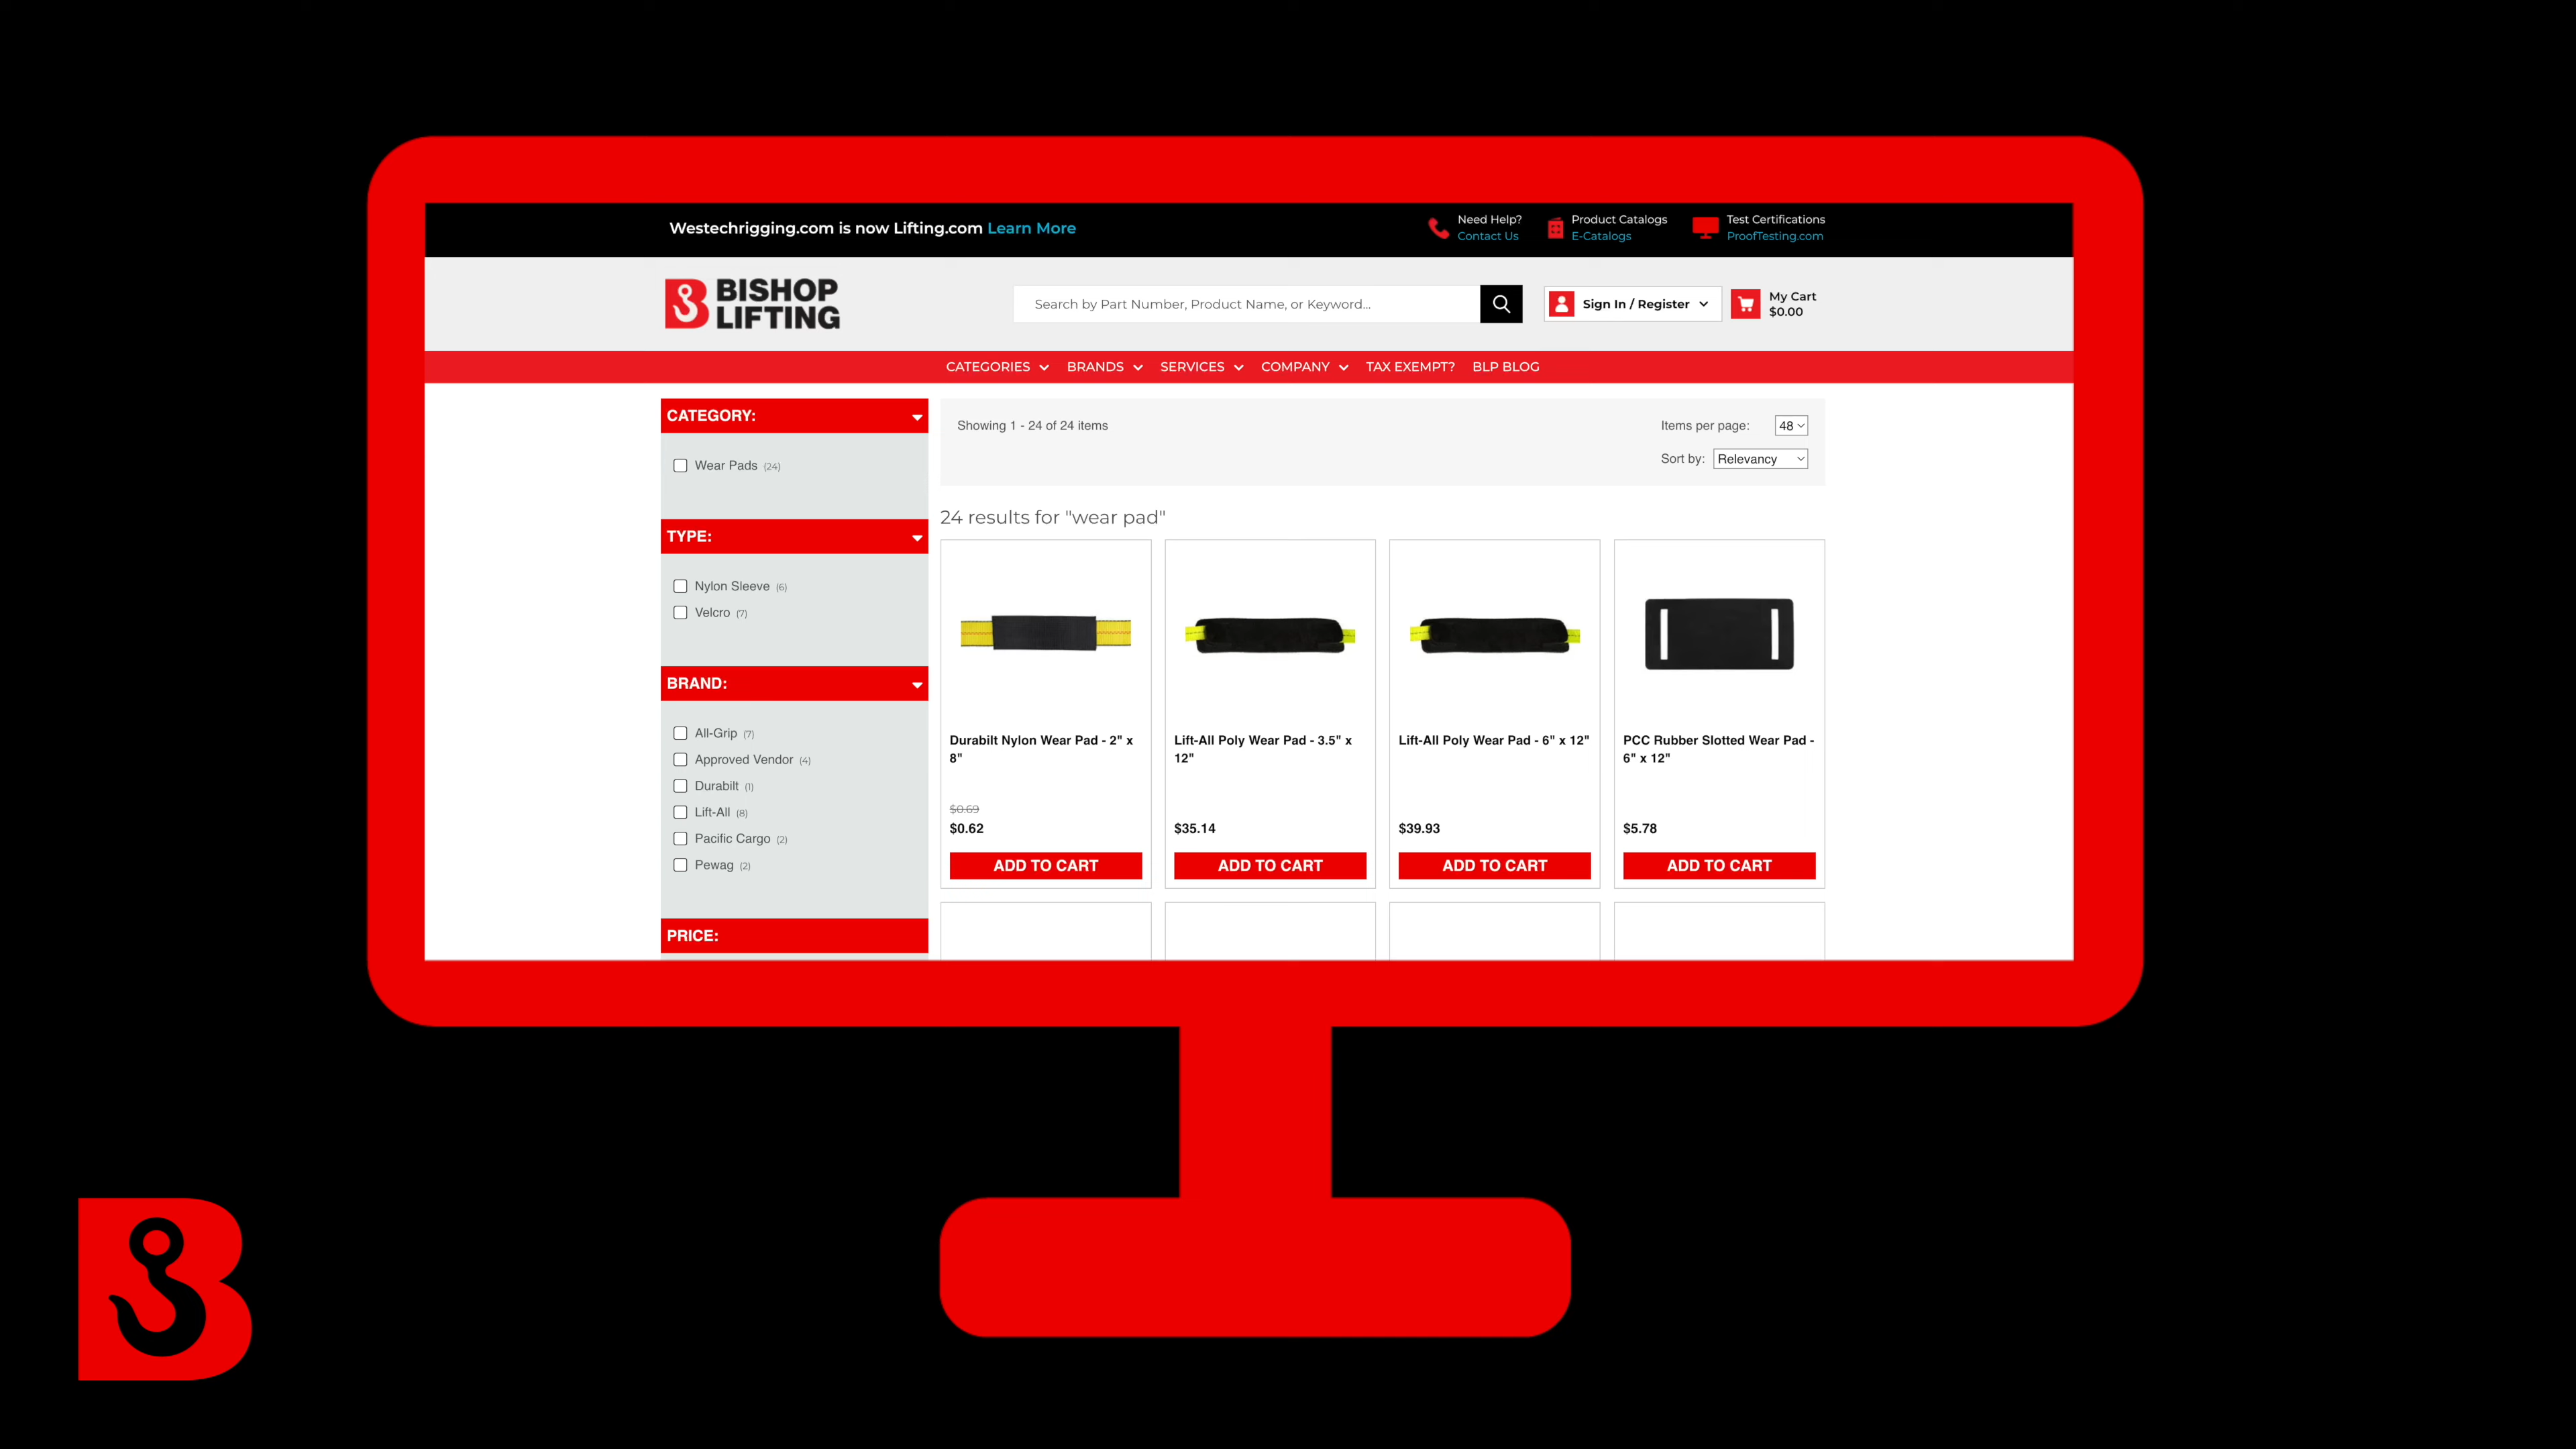 Westechrigging.com is now Lifting.com Learn More
Need Help?
Contact Us
Product Catalogs
E-Catalogs
Test Certifications
ProofTesting.com
BISHOP
LIFTING
Search by Part Number, Product Name, or Keyword...
Sign In / Register
My Cart
$0.00
CATEGORIES BRANDS SERVICES COMPANY TAX EXEMPT? BLP BLOG
CATEGORY:
Wear Pads (24)
TYPE:
Nylon Sleeve (6)
Velcro (7)
BRAND:
All-Grip (7)
Approved Vendor (4)
Durabilt (1)
Lift-All (8)
Pacific Cargo (2)
Pewag (2)
PRICE:
Showing 1 - 24 of 24 items
Items per page: 48
Sort by: Relevancy
24 results for "wear pad"
Durabilt Nylon Wear Pad - 2" x
8"
$0.69
$0.62
ADD TO CART
Lift-All Poly Wear Pad - 3.5" x
12"
$35.14
ADD TO CART
Lift-All Poly Wear Pad - 6" x 12"
$39.93
ADD TO CART
PCC Rubber Slotted Wear Pad -
6" x 12"
$5.78
ADD TO CART